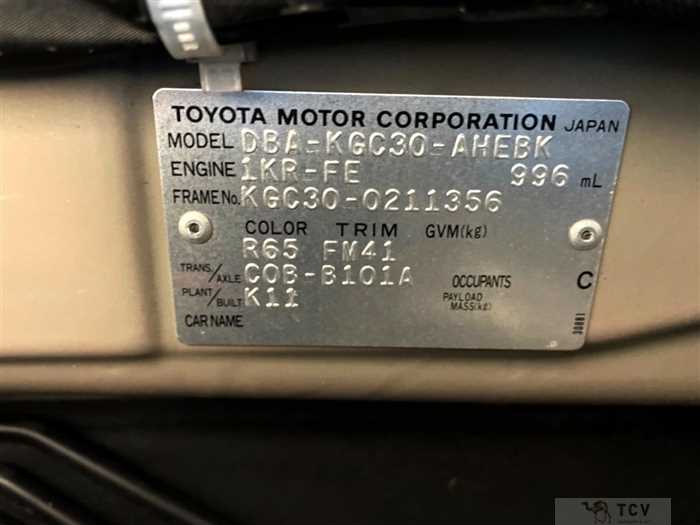 TOYOTA MOTOR CORPORATION JAPAN
MODEL DBA-KGC30-AHEBK
ENGINE 1KR-FE 996 mL
FRAME No. KGC30-0211356
COLOR TRIM GVM(kg)
R65 FM41
TRANS./AXLE C0B-B101A OCCUPANTS C
PLANT/BUILT K11 PAYLOAD MASS(kg)
CAR NAME
30881
TCV